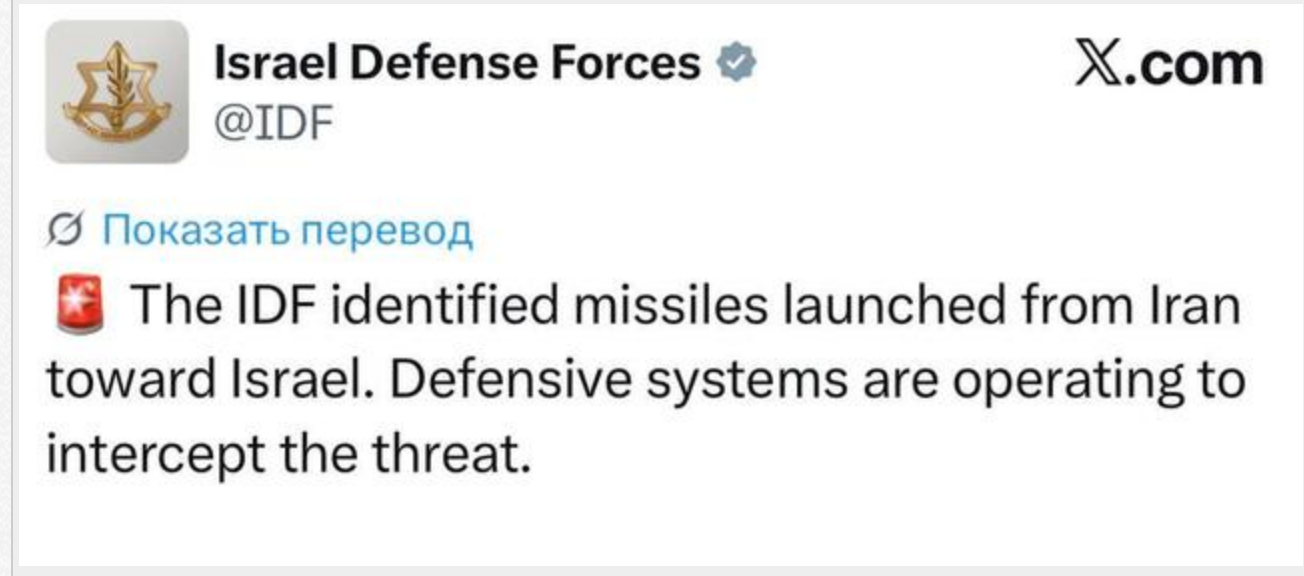 Israel Defense Forces
X.com
@IDF
Показать перевод
🚨 The IDF identified missiles launched from Iran
toward Israel. Defensive systems are operating to
intercept the threat.